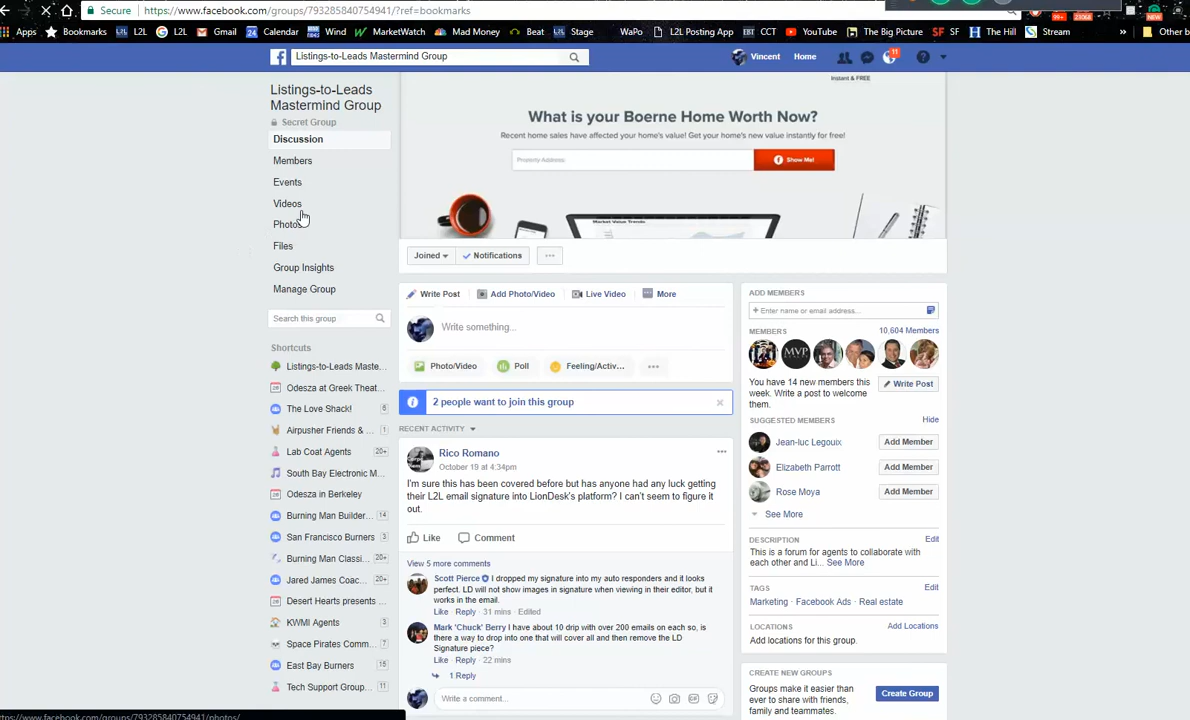 Secure
https://www.facebook.com/groups/793285840754941/?ref=bookmarks
99+
23068
NEW
Apps
Bookmarks
L2L
L2L
Gmail
24 Calendar
Wind
MarketWatch
Mad Money
Beat
L2L Stage
WaPo
L2L Posting App
EBT CCT
YouTube
The Big Picture
SF SF
H The Hill
Stream
»
Other b
Listings-to-Leads Mastermind Group
Vincent
Home
11
Listings-to-Leads
Mastermind Group
Secret Group
Discussion
Members
Events
Videos
Photos
Files
Group Insights
Manage Group
Search this group
Shortcuts
Listings-to-Leads Maste...
Odesza at Greek Theat...
The Love Shack! 6
Airpusher Friends & ... 1
Lab Coat Agents 20+
South Bay Electronic M...
Odesza in Berkeley
Burning Man Builder... 14
San Francisco Burners 3
Burning Man Classi... 20+
Jared James Coac... 20+
Desert Hearts presents ...
KWMI Agents 3
Space Pirates Comm... 7
East Bay Burners 15
Tech Support Group...
Instant & FREE
What is your Boerne Home Worth Now?
Recent home sales have affected your home's value! Get your home's new value instantly for free!
Property Address:
Show Me!
Market Value Trends
Joined
Notifications
Write Post
Add Photo/Video
Live Video
More
Write something...
Photo/Video
Poll
Feeling/Activ...
2 people want to join this group
RECENT ACTIVITY
Rico Romano
October 19 at 4:34pm
I'm sure this has been covered before but has anyone had any luck getting
their L2L email signature into LionDesk's platform? I can't seem to figure it
out.
Like
Comment
View 5 more comments
Scott Pierce I dropped my signature into my auto responders and it looks
perfect. LD will not show images in signature when viewing in their editor, but it
works in the email.
Like · Reply · 31 mins · Edited
Mark 'Chuck' Berry I have about 10 drip with over 200 emails on each so, is
there a way to drop into one that will cover all and then remove the LD
Signature piece?
Like · Reply · 22 mins
1 Reply
Write a comment...
ADD MEMBERS
+ Enter name or email address...
MEMBERS
10,604 Members
You have 14 new members this
week. Write a post to welcome
them.
Write Post
SUGGESTED MEMBERS
Hide
Jean-luc Legouix
Add Member
Elizabeth Parrott
Add Member
Rose Moya
Add Member
See More
DESCRIPTION
Edit
This is a forum for agents to collaborate with
each other and Li... See More
TAGS
Edit
Marketing · Facebook Ads · Real estate
LOCATIONS
Add Locations
Add locations for this group.
CREATE NEW GROUPS
Groups make it easier than
ever to share with friends,
family and teammates.
Create Group
https://www.facebook.com/groups/793285840754941/photos/